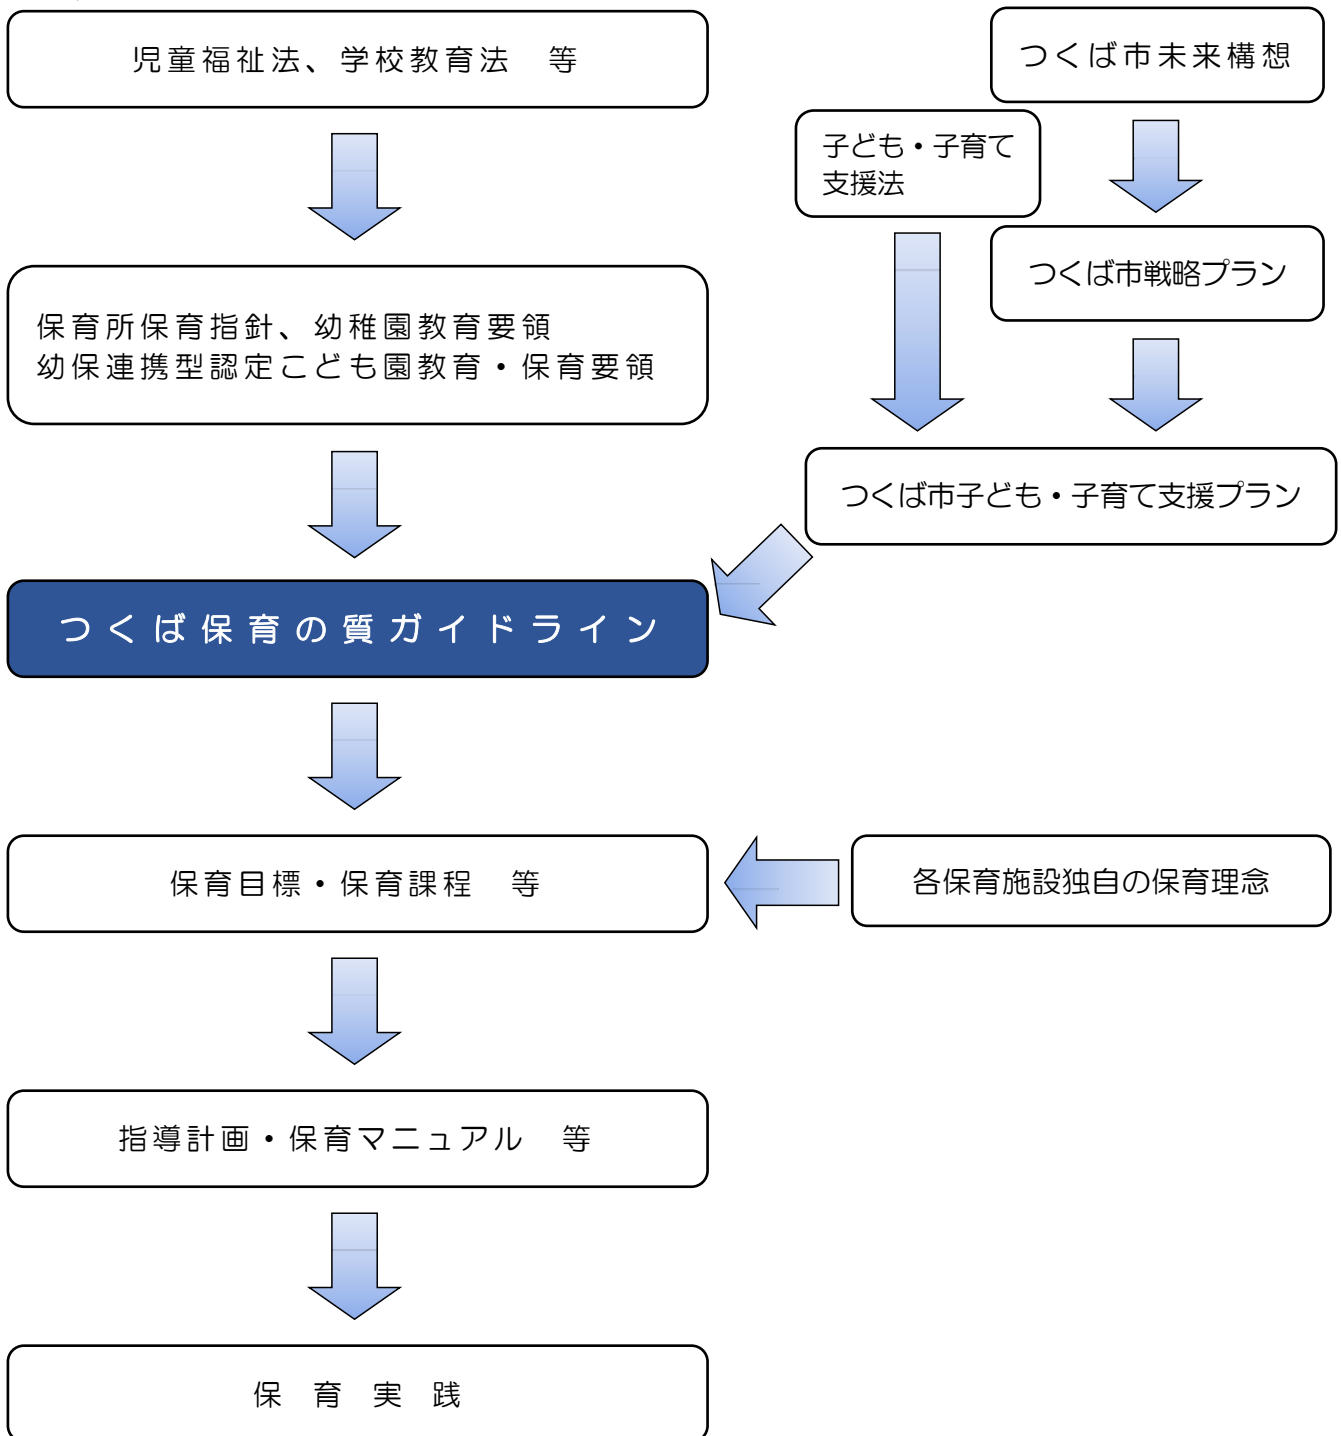 児童福祉法、学校教育法　等
つくば市未来構想
子ども・子育て
支援法
つくば市戦略プラン
保育所保育指針、幼稚園教育要領
幼保連携型認定こども園教育・保育要領
つくば市子ども・子育て支援プラン
つくば保育の質ガイドライン
保育目標・保育課程　等
各保育施設独自の保育理念
指導計画・保育マニュアル　等
保　育　実　践